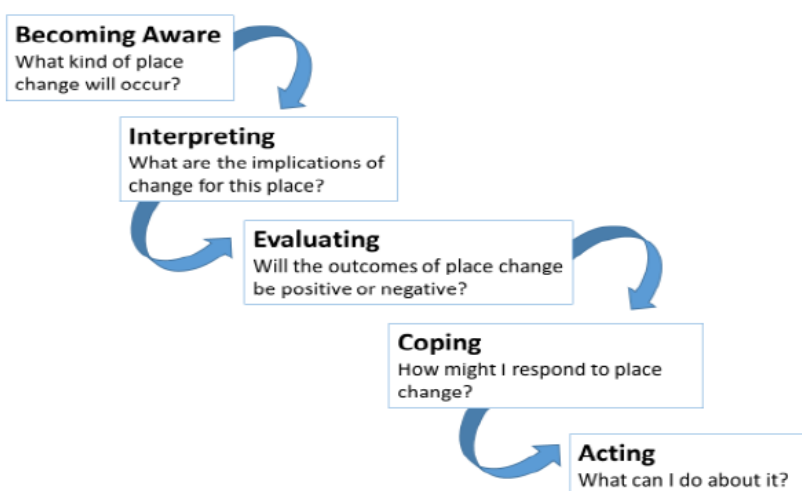 Becoming Aware
What kind of place
change will occur?
Interpreting
What are the implications of
change for this place?
Evaluating
Will the outcomes of place change
be positive or negative?
Coping
How might I respond to place
change?
Acting
What can I do about it?